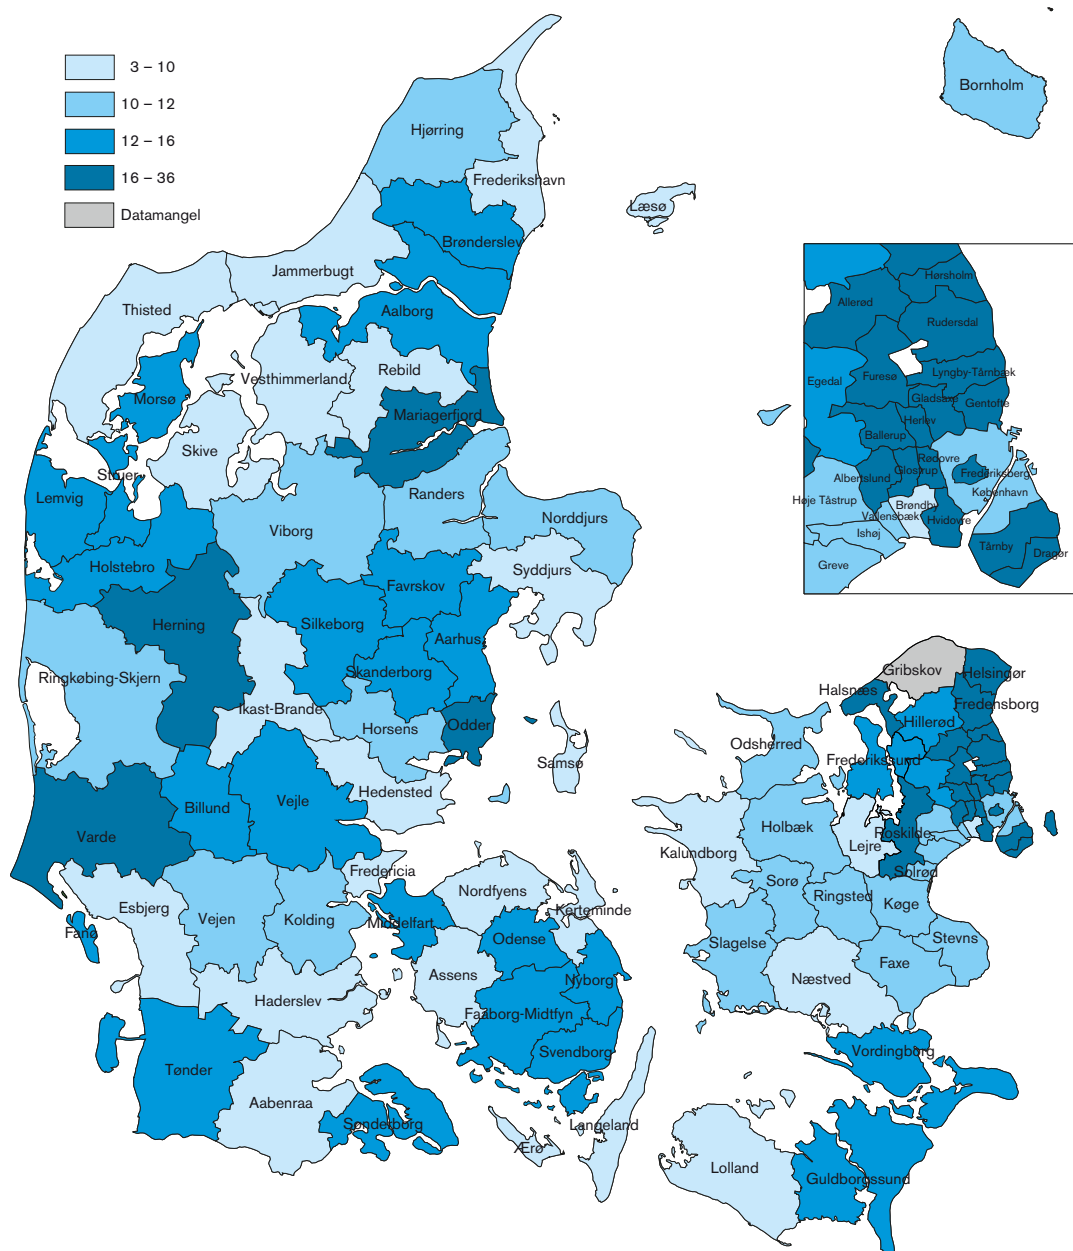 3 – 10
10 – 12
12 – 16
16 – 36
Datamangel
Bornholm
Hjørring
Frederikshavn
Læsø
Brønderslev
Jammerbugt
Thisted
Aalborg
Rebild
Vesthimmerland
Morsø
Mariagerfjord
Skive
Struer
Lemvig
Randers
Norddjurs
Viborg
Holstebro
Syddjurs
Favrskov
Herning
Silkeborg
Aarhus
Skanderborg
Ringkøbing-Skjern
Ikast-Brande
Horsens
Odder
Samsø
Hedensted
Billund
Vejle
Varde
Fredericia
Esbjerg
Vejen
Kolding
Fanø
Middelfart
Nordfyens
Kerteminde
Odense
Assens
Nyborg
Haderslev
Faaborg-Midtfyn
Svendborg
Tønder
Aabenraa
Sønderborg
Langeland
Ærø
Hørsholm
Allerød
Rudersdal
Egedal
Furesø
Lyngby-Tårnbæk
Gladsaxe
Gentofte
Herlev
Ballerup
Rødovre
Glostrup
Albertslund
Frederiksberg
København
Høje Tåstrup
Brøndby
Vallensbæk
Hvidovre
Ishøj
Tårnby
Dragør
Greve
Gribskov
Helsingør
Halsnæs
Fredensborg
Hillerød
Odsherred
Frederikssund
Holbæk
Roskilde
Lejre
Kalundborg
Solrød
Sorø
Ringsted
Køge
Slagelse
Stevns
Faxe
Næstved
Vordingborg
Lolland
Guldborgssund